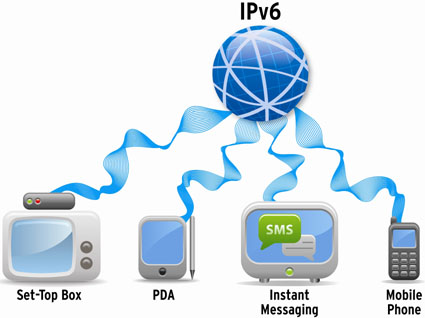 IPv6
SMS
Set-Top Box
PDA
Instant
Messaging
Mobile
Phone